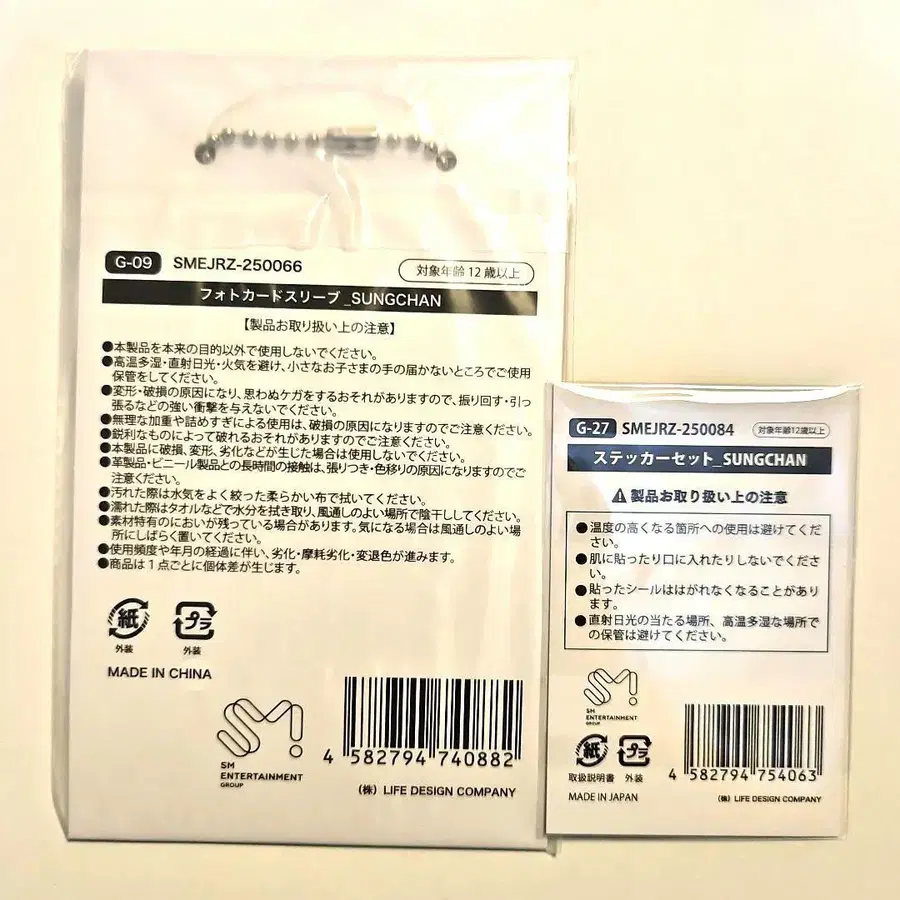 G-09 SMEJRZ-250066 対象年齢12歳以上
フォトカードスリーブ_SUNGCHAN
【製品お取り扱い上の注意】
●本製品を本来の目的以外で使用しないでください。
●高温多湿・直射日光・火気を避け、小さなお子さまの手の届かないところでご使用
保管をしてください。
●変形・破損の原因になり、思わぬケガをするおそれがありますので、振り回す・引っ
張るなどの強い衝撃を与えないでください。
●無理な加重や詰めすぎによる使用は、破損の原因になりますのでご注意ください。
●鋭利なものによって破れるおそれがありますのでご注意ください。
●本製品に破損、変形、劣化などが生じた場合は使用しないでください。
●革製品・ビニール製品との長時間の接触は、張りつき・色移りの原因になりますのでご
注意ください。
●汚れた際は水気をよく絞った柔らかい布で拭いてください。
●濡れた際はタオルなどで水分を拭き取り、風通しのよい場所で陰干ししてください。
●素材特有のにおいが残っている場合があります。気になる場合は風通しのよい場
所にしばらく置いてください。
●使用頻度や年月の経過に伴い、劣化・摩耗劣化・変退色が進みます。
●商品は1点ごとに個体差が生じます。
紙 プラ
外装 外装
MADE IN CHINA
SM
ENTERTAINMENT
GROUP
4 582794 740882
(株) LIFE DESIGN COMPANY
G-27 SMEJRZ-250084 対象年齢12歳以上
ステッカーセット_SUNGCHAN
製品お取り扱い上の注意
●温度の高くなる箇所への使用は避けてくだ
さい。
●肌に貼ったり口に入れたりしないでくださ
い。
●貼ったシールははがれなくなることがあり
ます。
●直射日光の当たる場所、高温多湿な場所で
の保管は避けてください。
SM
ENTERTAINMENT
GROUP
紙 プラ
取扱説明書 外装
4 582794 754063
MADE IN JAPAN
(株) LIFE DESIGN COMPANY